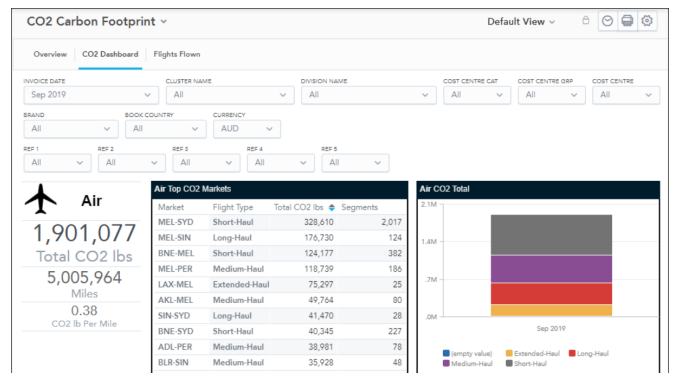 CO2 Carbon Footprint
Default View
Overview
CO2 Dashboard
Flights Flown
INVOICE DATE
CLUSTER NAME
DIVISION NAME
COST CENTRE CAT
COST CENTRE GRP
COST CENTRE
Sep 2019
All
All
All
All
All
BRAND
BOOK COUNTRY
CURRENCY
All
All
AUD
REF 1
REF 2
REF 3
REF 4
REF 5
All
All
All
All
All
Air
1,901,077
Total CO2 lbs
5,005,964
Miles
0.38
CO2 lb Per Mile
Air Top CO2 Markets
Market Flight Type Total CO2 lbs Segments
MEL-SYD Short-Haul 328,610 2,017
MEL-SIN Long-Haul 176,730 124
BNE-MEL Short-Haul 124,177 382
MEL-PER Medium-Haul 118,739 186
LAX-MEL Extended-Haul 75,297 25
AKL-MEL Medium-Haul 49,764 80
SIN-SYD Long-Haul 41,470 28
BNE-SYD Short-Haul 40,345 227
ADL-PER Medium-Haul 38,981 78
BLR-SIN Medium-Haul 35,928 48
Air CO2 Total
2.1M
1.4M
.7M
.0M
Sep 2019
(empty value) Extended-Haul Long-Haul
Medium-Haul Short-Haul